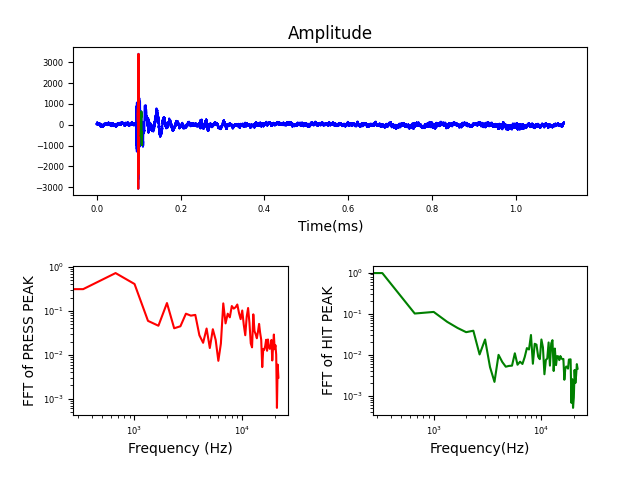 Amplitude
3000
2000
1000
0
−1000
−2000
−3000
0.0 0.2 0.4 0.6 0.8 1.0
Time(ms)
FFT of PRESS PEAK
10⁰
10⁻¹
10⁻²
10⁻³
10³ 10⁴
Frequency (Hz)
FFT of HIT PEAK
10⁰
10⁻¹
10⁻²
10⁻³
10³ 10⁴
Frequency(Hz)